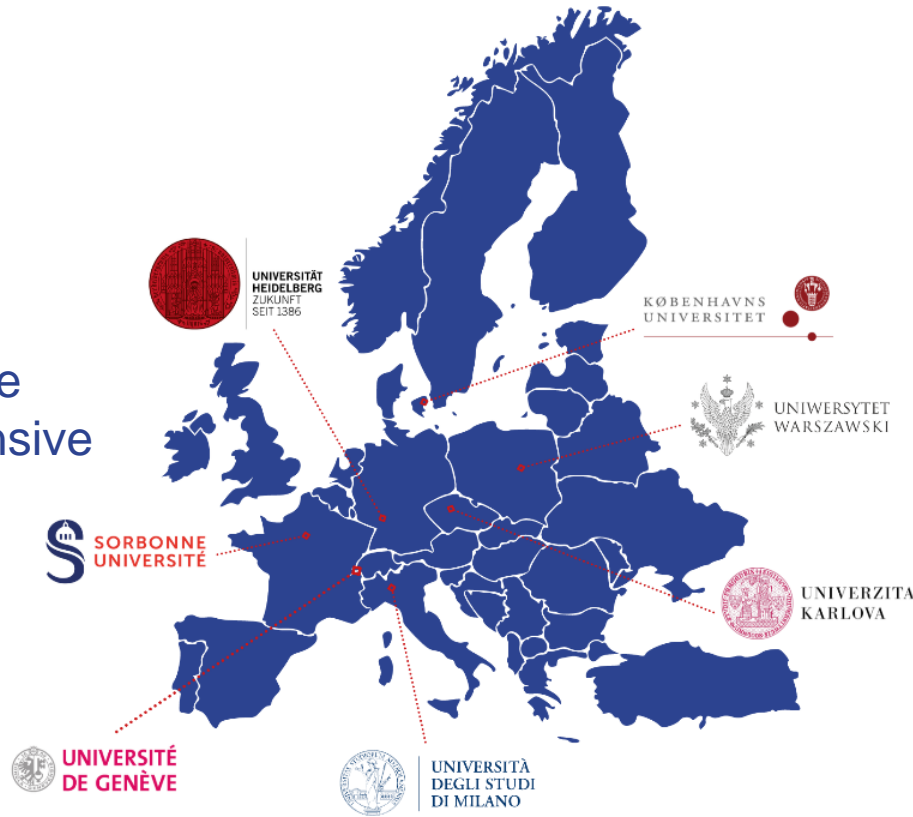 UNIVERSITÄT
HEIDELBERG
ZUKUNFT
SEIT 1386
KØBENHAVNS
UNIVERSITET
UNIWERSYTET
WARSZAWSKI
SORBONNE
UNIVERSITÉ
UNIVERZITA
KARLOVA
UNIVERSITÉ
DE GENÈVE
UNIVERSITÀ
DEGLI STUDI
DI MILANO